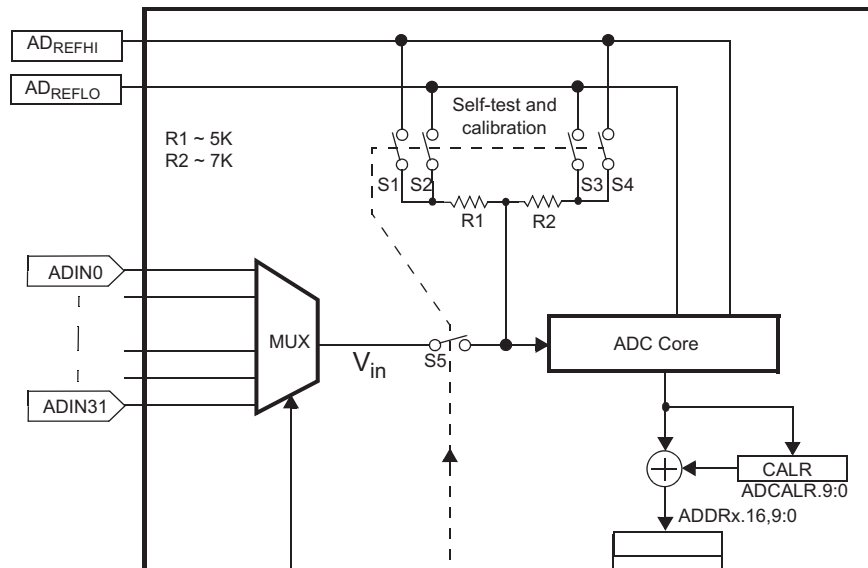 AD_REFHI
AD_REFLO
Self-test and
calibration
R1 ~ 5K
R2 ~ 7K
S1
S2
S3
S4
R1
R2
ADIN0
MUX
V_in
S5
ADC Core
ADIN31
CALR
ADCALR.9:0
ADDRx.16,9:0